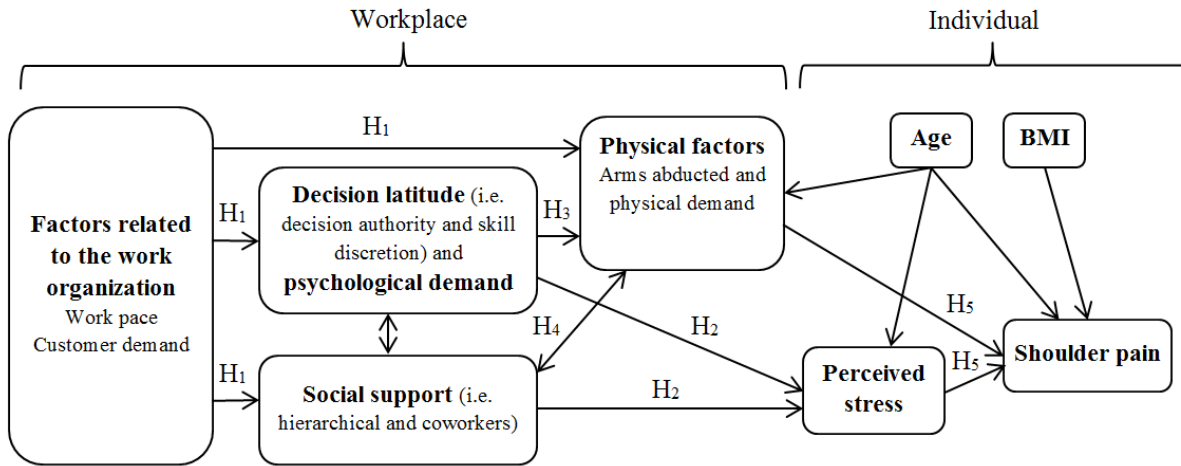 Workplace
Individual
Factors related
to the work
organization
Work pace
Customer demand
H1
H1
H1
Decision latitude (i.e.
decision authority and skill
discretion) and
psychological demand
Social support (i.e.
hierarchical and coworkers)
H3
H4
H2
H2
Physical factors
Arms abducted and
physical demand
Age
BMI
H5
H5
Perceived
stress
Shoulder pain